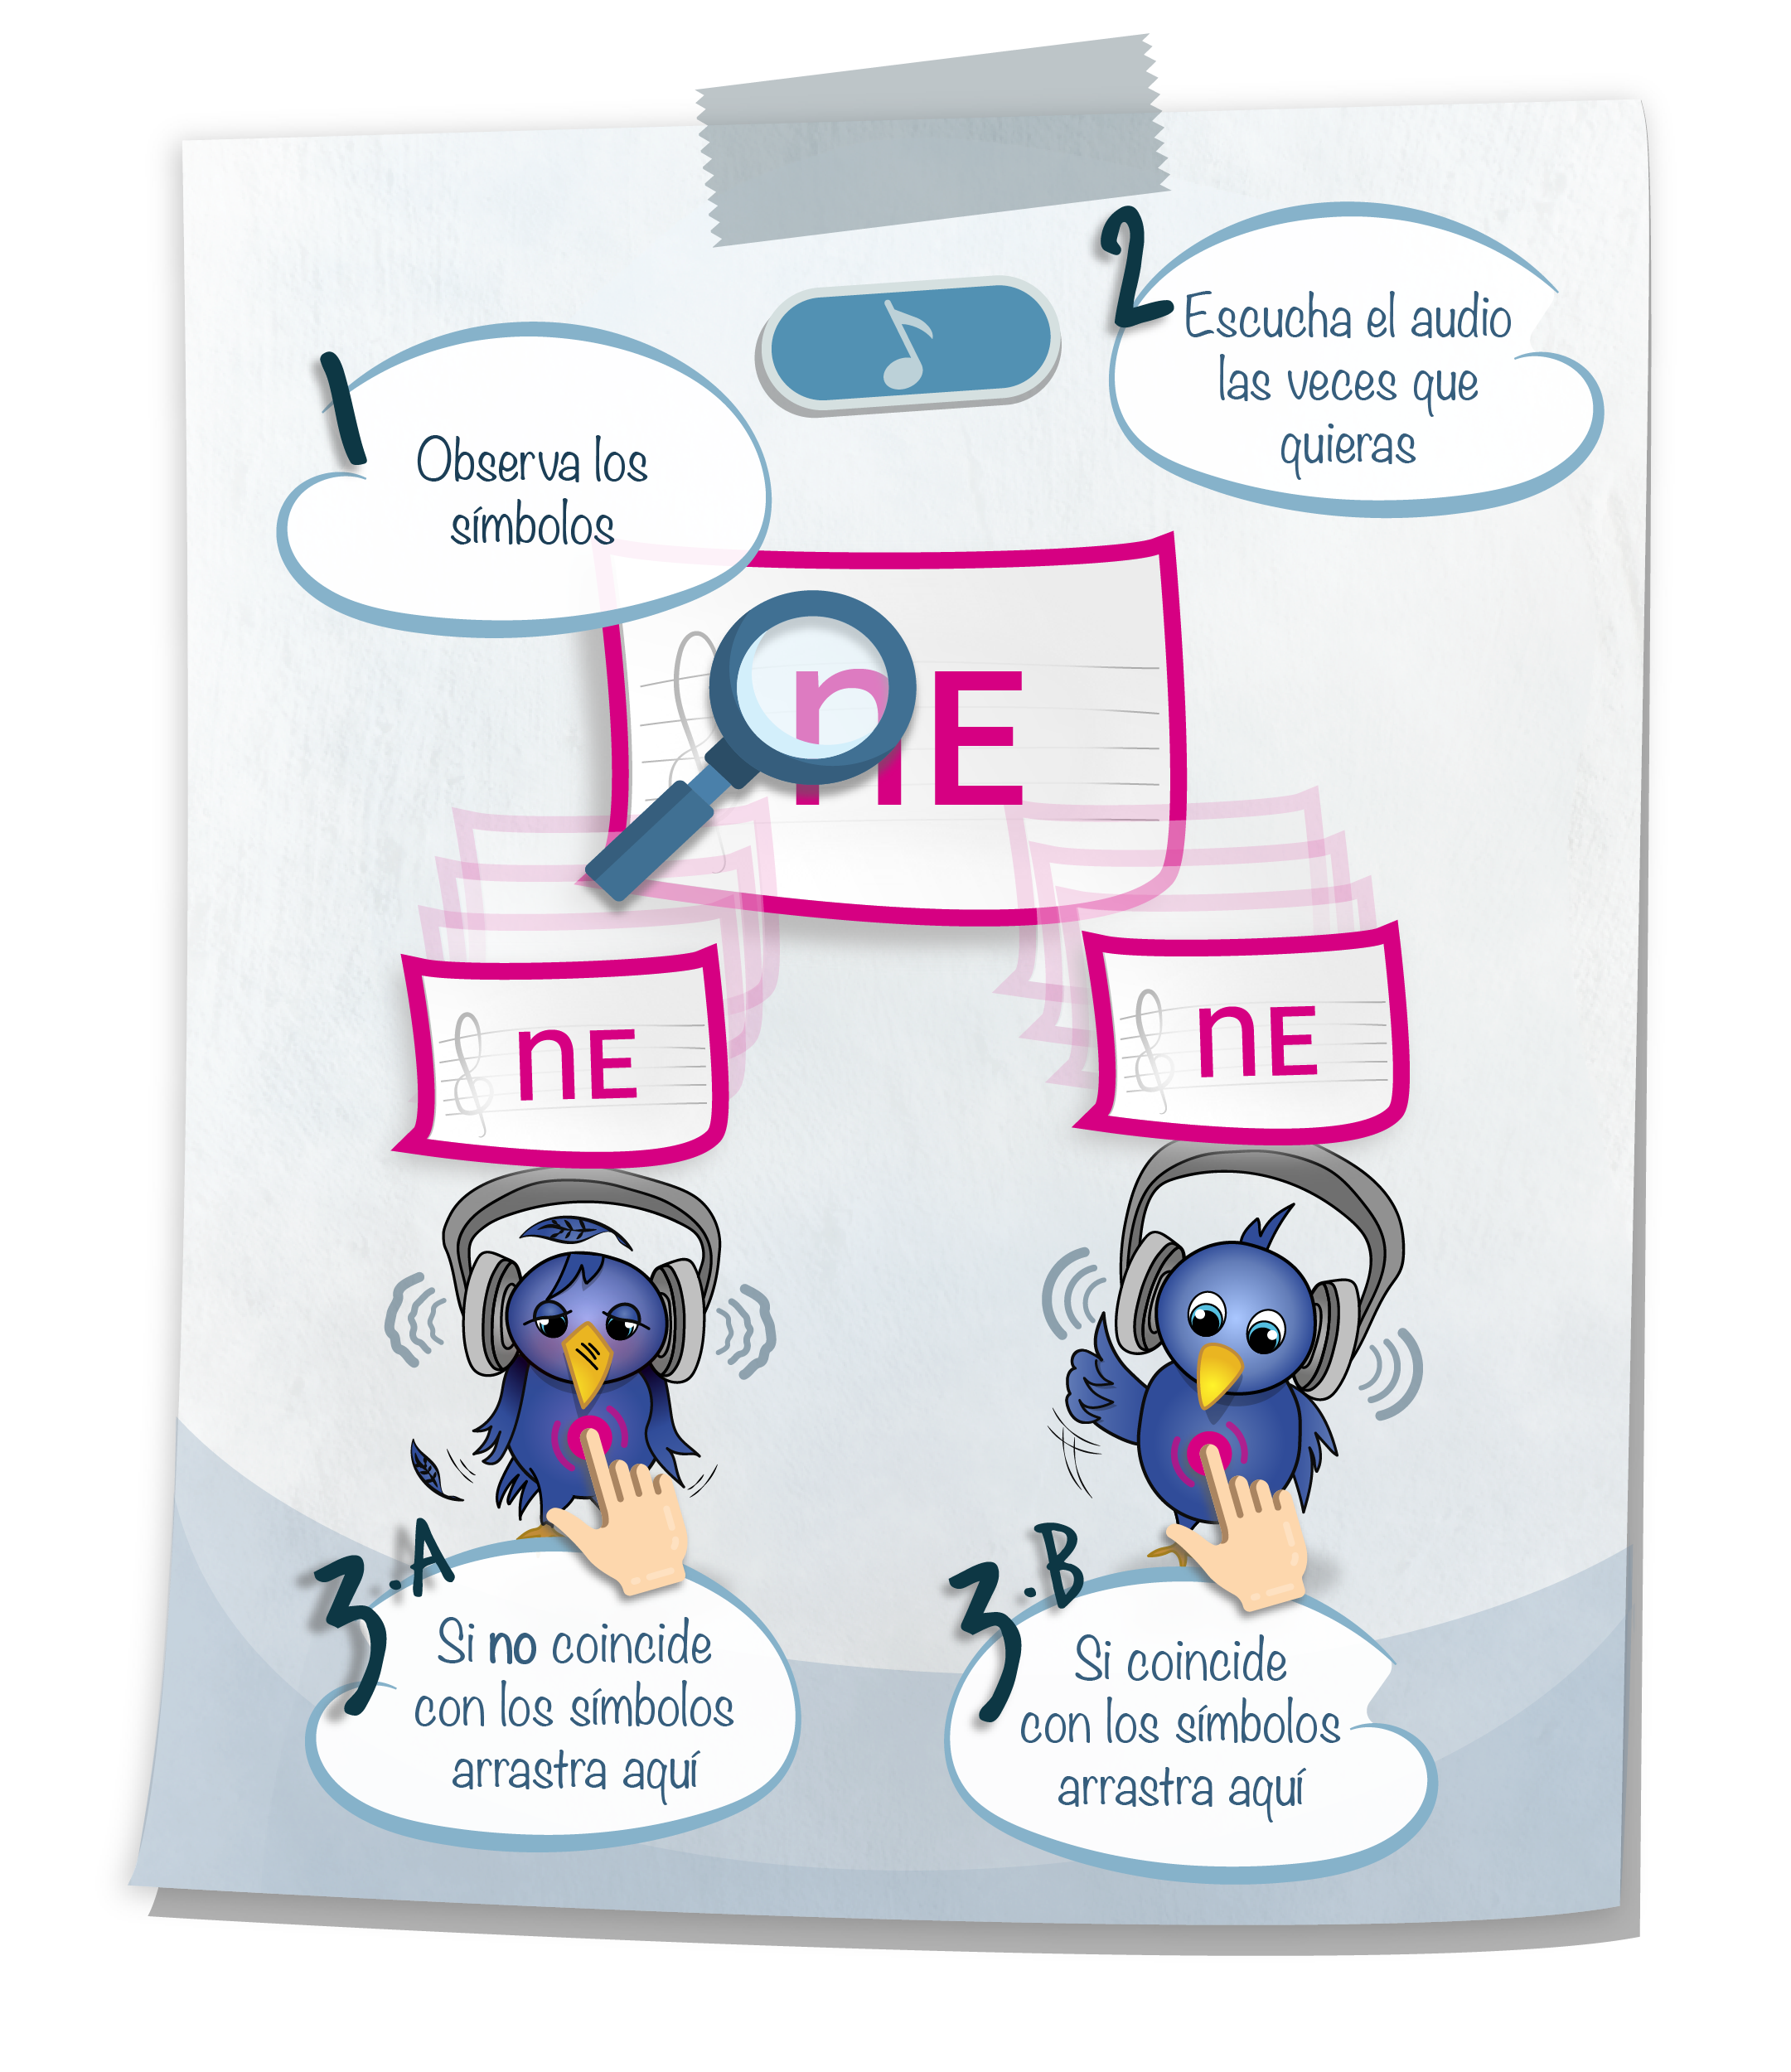 1
Observa los
símbolos
2
Escucha el audio
las veces que
quieras
nE
nE
nE
3.A
Si no coincide
con los símbolos
arrastra aquí
3.B
Si coincide
con los símbolos
arrastra aquí